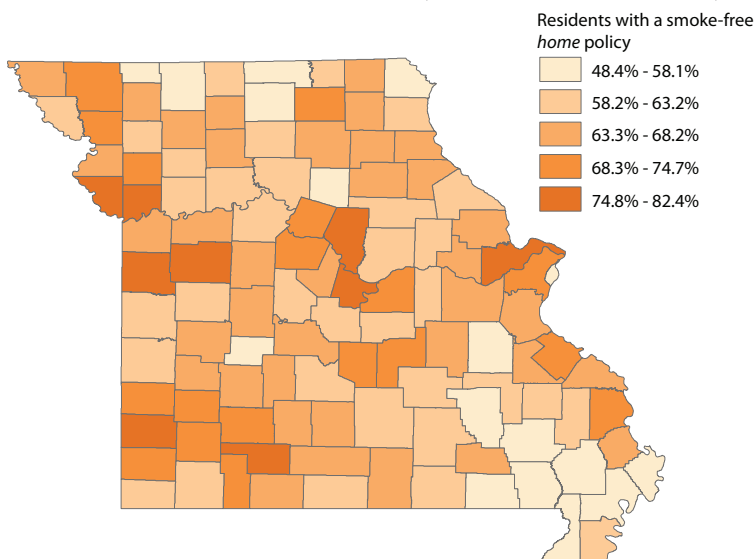 Residents with a smoke-free
home policy
48.4% - 58.1%
58.2% - 63.2%
63.3% - 68.2%
68.3% - 74.7%
74.8% - 82.4%